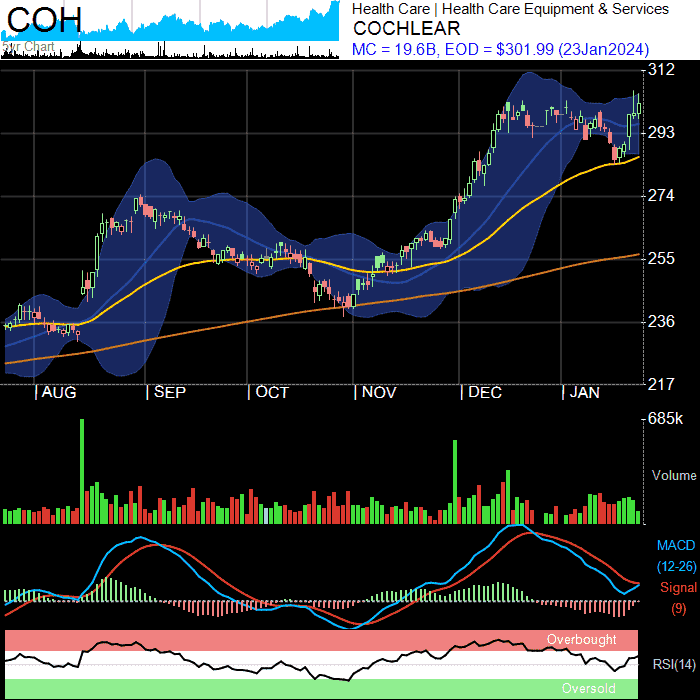 COH
5yr Chart
Health Care | Health Care Equipment & Services
COCHLEAR
MC = 19.6B, EOD = $301.99 (23Jan2024)
312
293
274
255
236
217
| AUG | SEP | OCT | NOV | DEC | JAN
685k
Volume
MACD
(12-26)
Signal
(9)
Overbought
RSI(14)
Oversold